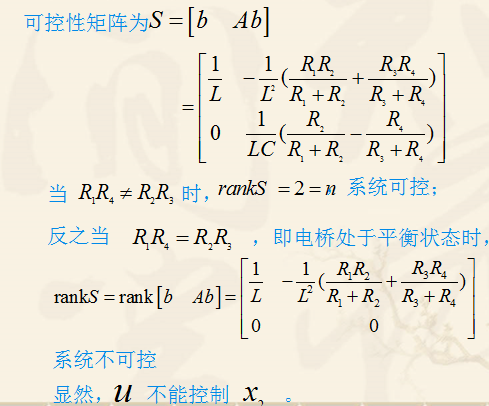 可控性矩阵为 S = [b Ab]
= [1/L -1/L²(R₁R₂/(R₁+R₂) + R₃R₄/(R₃+R₄)); 0 1/LC(R₂/(R₁+R₂) - R₄/(R₃+R₄))]
当 R₁R₄ ≠ R₂R₃ 时, rankS = 2 = n 系统可控;
反之当 R₁R₄ = R₂R₃ ，即电桥处于平衡状态时,
rankS = rank[b Ab] = [1/L -1/L²(R₁R₂/(R₁+R₂) + R₃R₄/(R₃+R₄)); 0 0]
系统不可控
显然, u 不能控制 x₂ 。